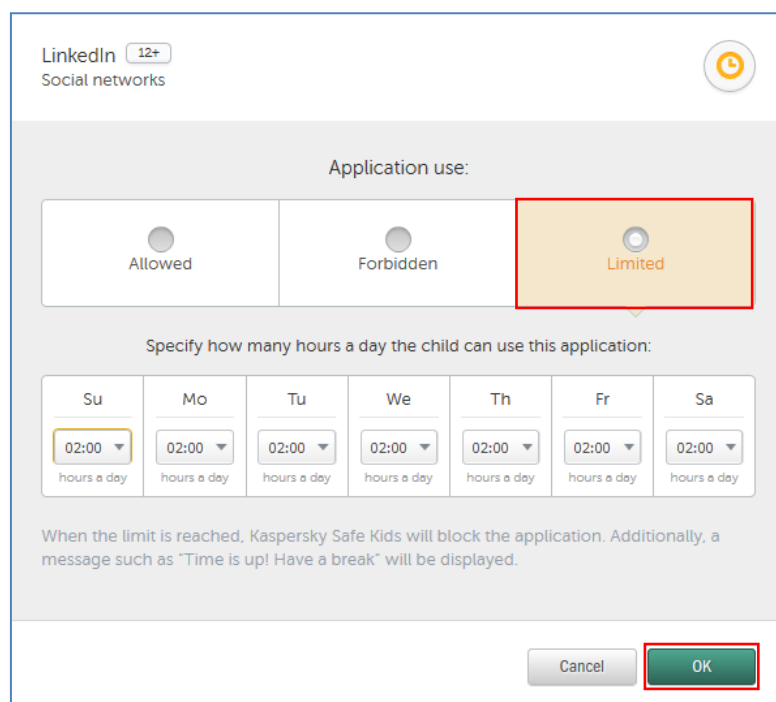 LinkedIn 12+
Social networks
Application use:
Allowed Forbidden Limited
Specify how many hours a day the child can use this application:
Su Mo Tu We Th Fr Sa
02:00 02:00 02:00 02:00 02:00 02:00 02:00
hours a day hours a day hours a day hours a day hours a day hours a day hours a day
When the limit is reached, Kaspersky Safe Kids will block the application. Additionally, a
message such as "Time is up! Have a break" will be displayed.
Cancel OK